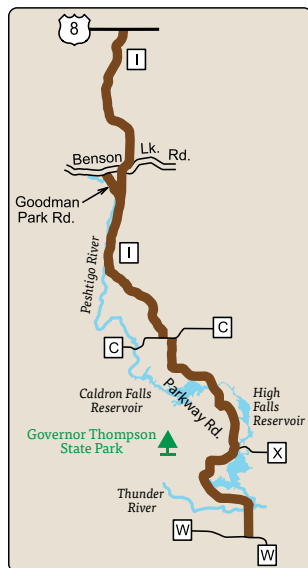 8
I
Benson Lk. Rd.
Goodman
Park Rd.
I
Peshtigo River
C
C
Caldron Falls
Reservoir
Parkway Rd.
High
Falls
Reservoir
Governor Thompson
State Park
X
Thunder
River
W
W